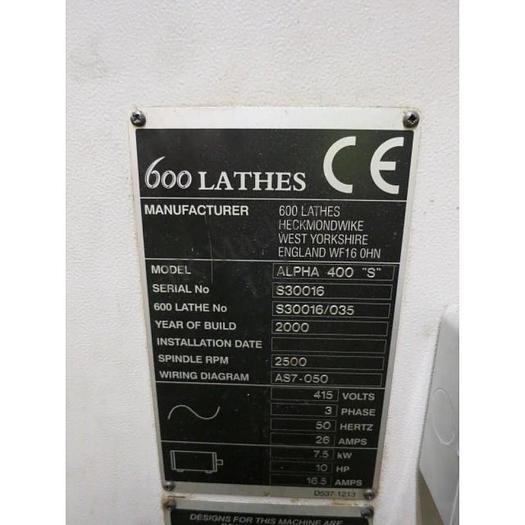 600 LATHES CE
MANUFACTURER 600 LATHES
HECKMONDWIKE
WEST YORKSHIRE
ENGLAND WF16 0HN
MODEL ALPHA 400 "S"
SERIAL No S30016
600 LATHE No S30016/035
YEAR OF BUILD 2000
INSTALLATION DATE
SPINDLE RPM 2500
WIRING DIAGRAM AS7-050
415 VOLTS
3 PHASE
50 HERTZ
26 AMPS
7.5 kW
10 HP
16.5 AMPS
D537-1213
DESIGNS FOR THIS MACHINE ARE